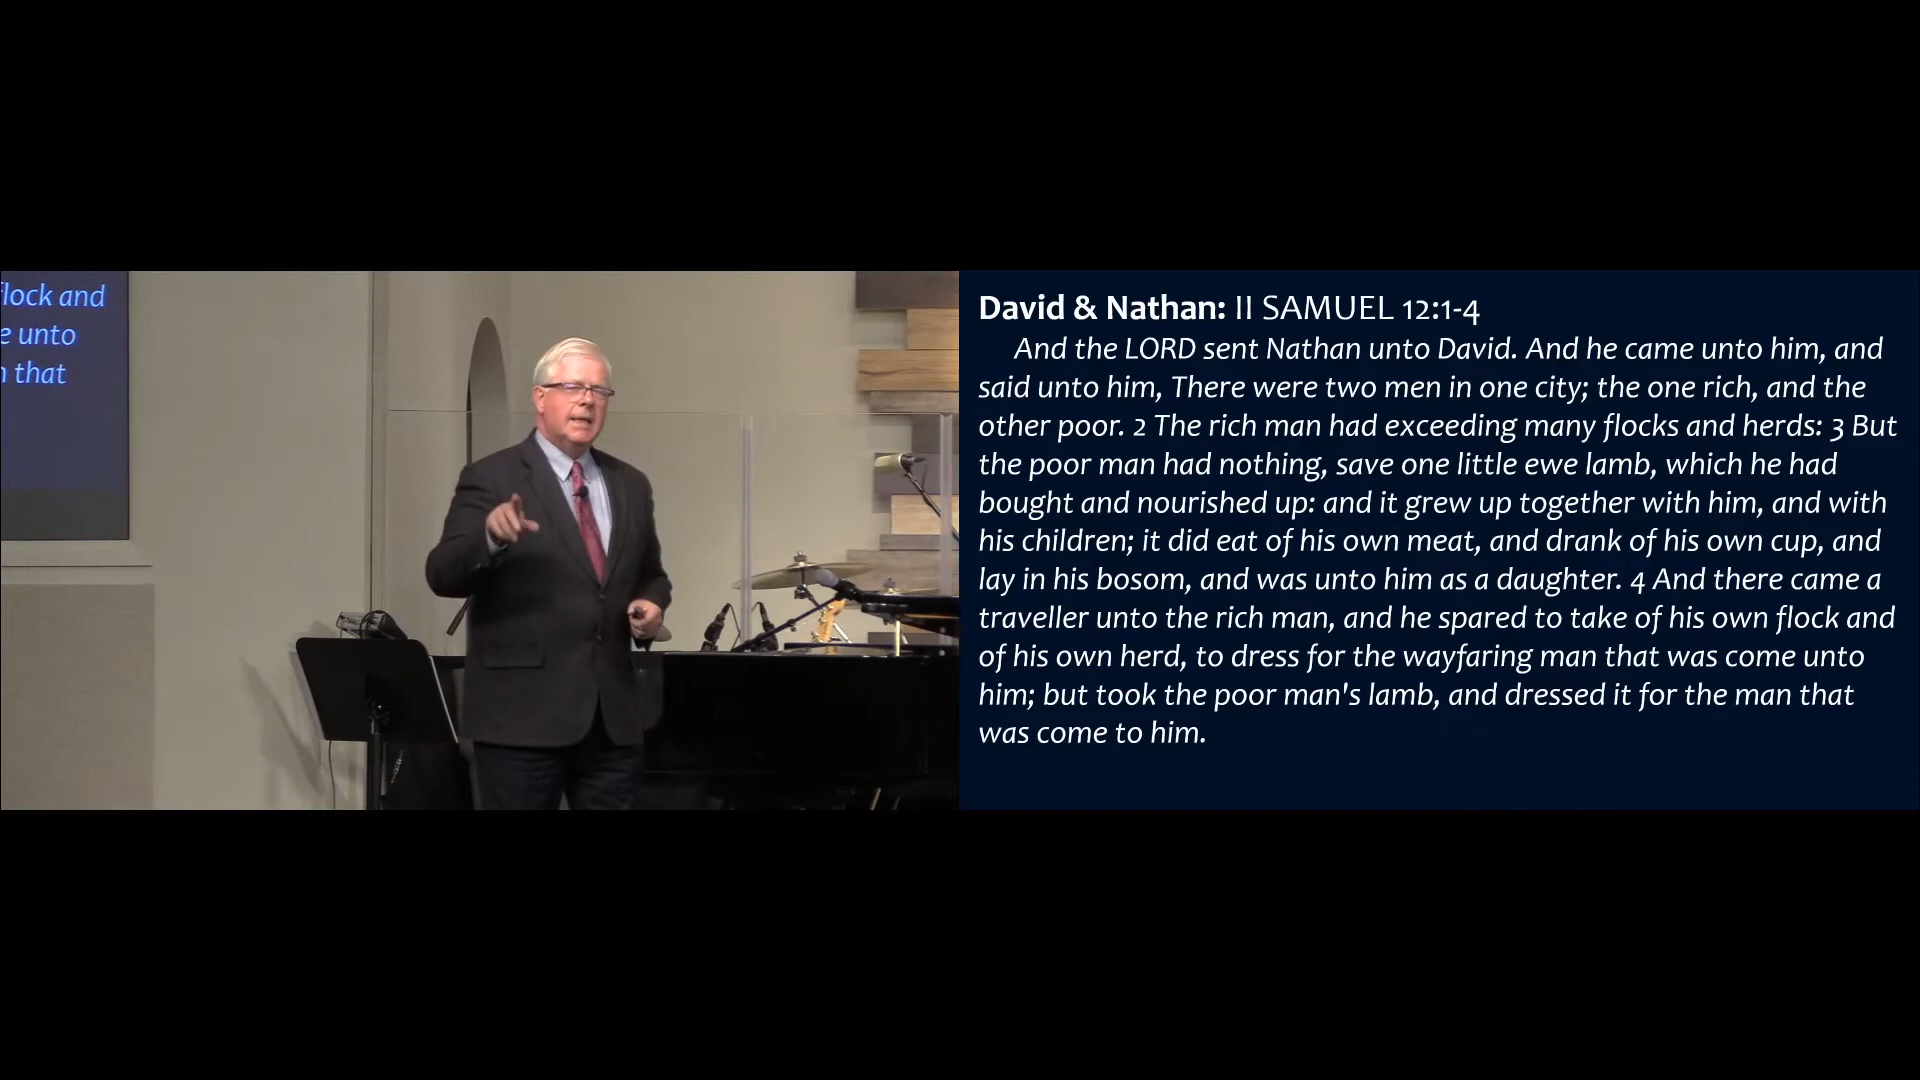 lock and
e unto
that
David & Nathan: II SAMUEL 12:1-4
And the LORD sent Nathan unto David. And he came unto him, and
said unto him, There were two men in one city; the one rich, and the
other poor. 2 The rich man had exceeding many flocks and herds: 3 But
the poor man had nothing, save one little ewe lamb, which he had
bought and nourished up: and it grew up together with him, and with
his children; it did eat of his own meat, and drank of his own cup, and
lay in his bosom, and was unto him as a daughter. 4 And there came a
traveller unto the rich man, and he spared to take of his own flock and
of his own herd, to dress for the wayfaring man that was come unto
him; but took the poor man's lamb, and dressed it for the man that
was come to him.